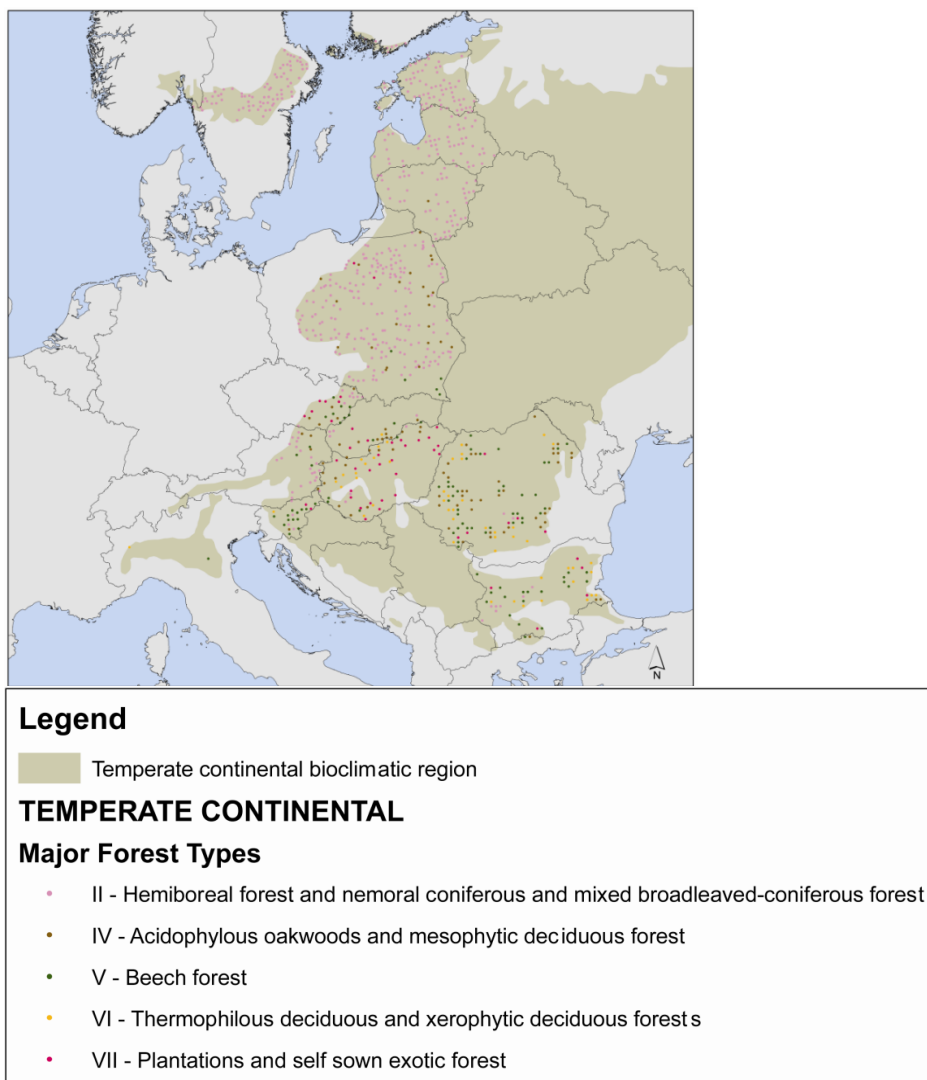 N
Legend
Temperate continental bioclimatic region
TEMPERATE CONTINENTAL
Major Forest Types
II - Hemiboreal forest and nemoral coniferous and mixed broadleaved-coniferous forest
IV - Acidophylous oakwoods and mesophytic deciduous forest
V - Beech forest
VI - Thermophilous deciduous and xerophytic deciduous forests
VII - Plantations and self sown exotic forest